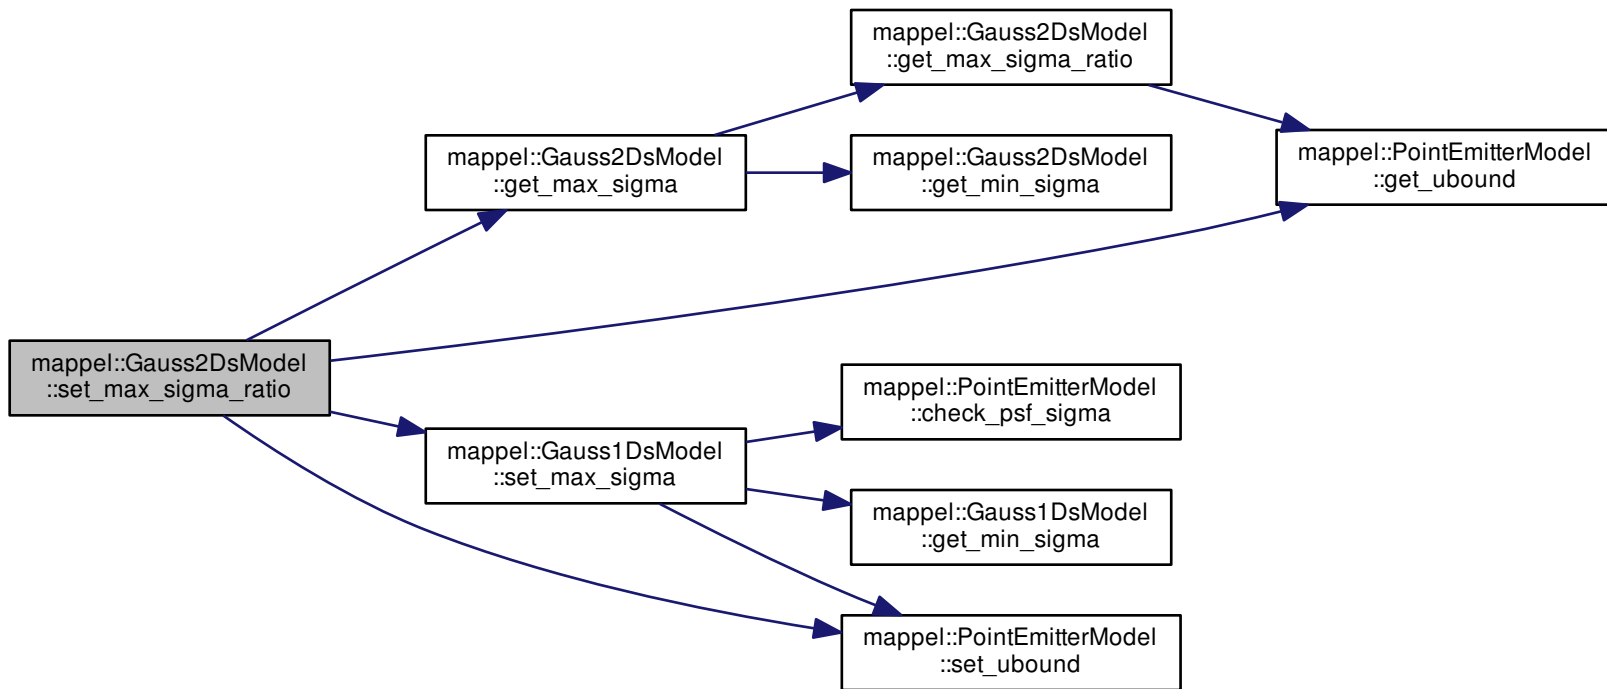 mappel::Gauss2DsModel
::get_max_sigma_ratio
mappel::Gauss2DsModel
::get_max_sigma
mappel::Gauss2DsModel
::get_min_sigma
mappel::PointEmitterModel
::get_ubound
mappel::Gauss2DsModel
::set_max_sigma_ratio
mappel::PointEmitterModel
::check_psf_sigma
mappel::Gauss1DsModel
::set_max_sigma
mappel::Gauss1DsModel
::get_min_sigma
mappel::PointEmitterModel
::set_ubound